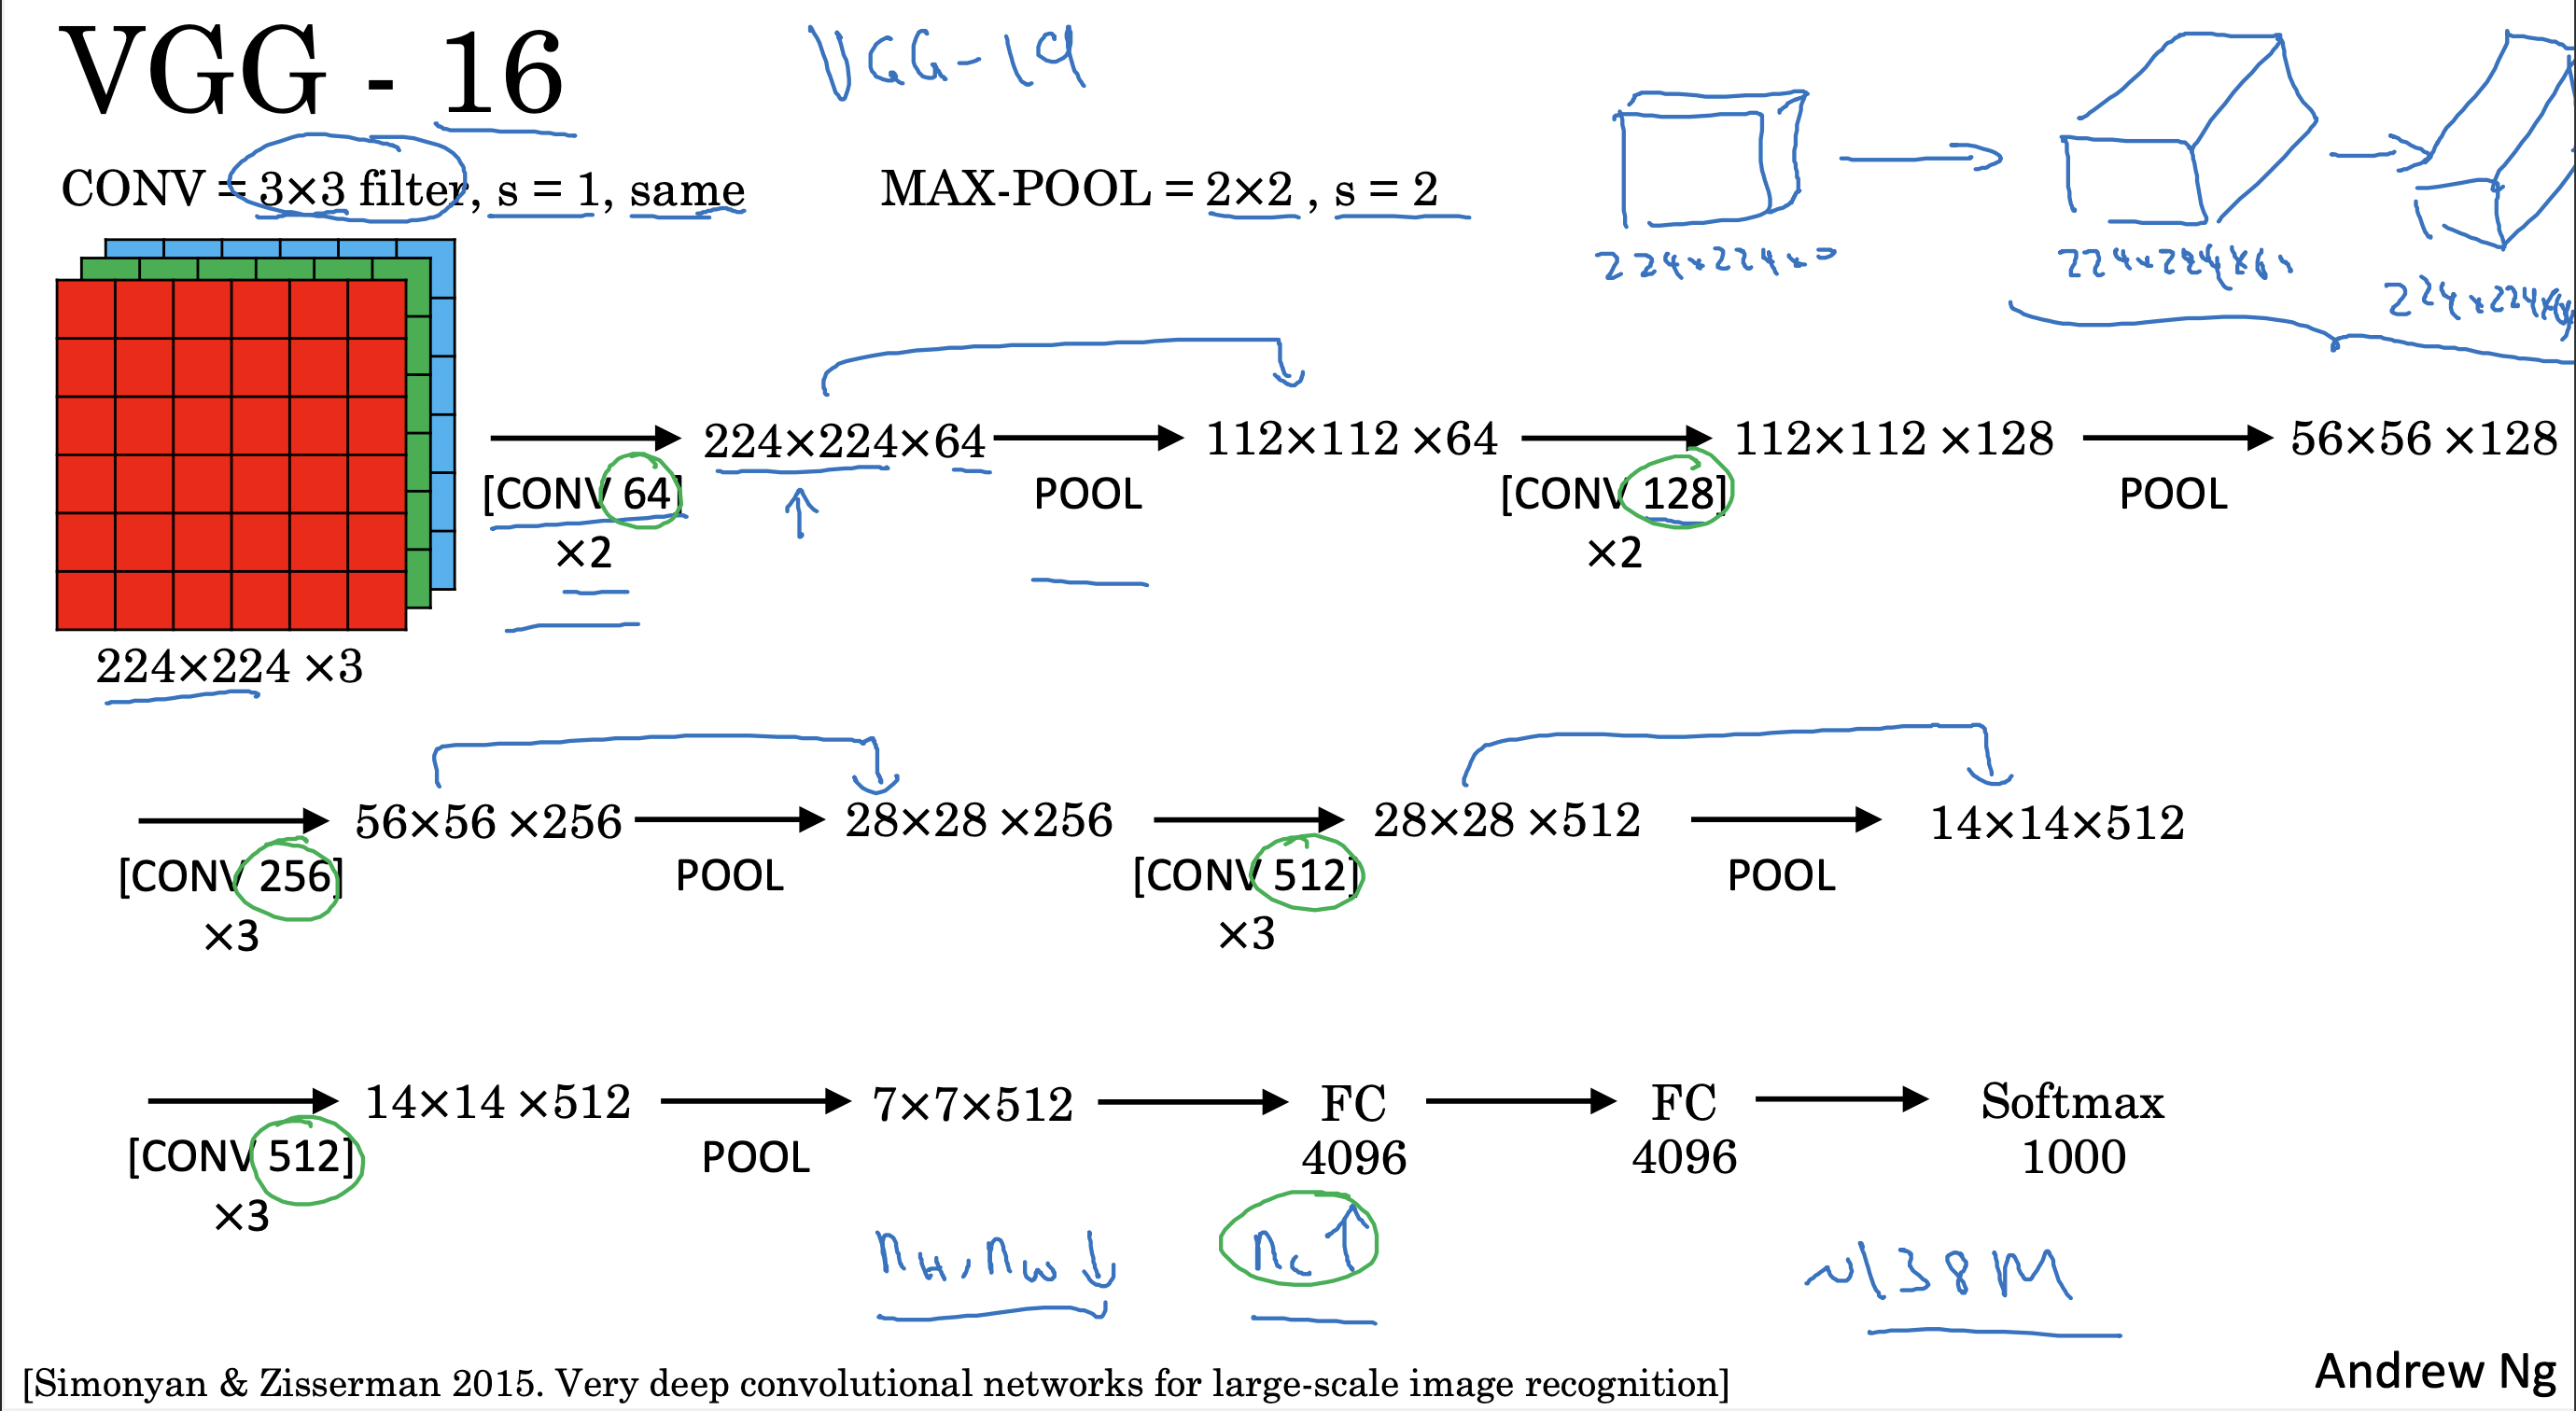 VGG - 16
VGG-19
CONV = 3×3 filter, s = 1, same
MAX-POOL = 2×2 , s = 2
224×224×3
224×224×64
224×224×64
224×224 ×3
[CONV 64]
×2
224×224×64
POOL
112×112 ×64
[CONV 128]
×2
112×112 ×128
POOL
56×56 ×128
[CONV 256]
×3
56×56 ×256
POOL
28×28 ×256
[CONV 512]
×3
28×28 ×512
POOL
14×14×512
[CONV 512]
×3
14×14 ×512
POOL
7×7×512
FC
4096
FC
4096
Softmax
1000
nH, nW ↓
nC ↑
~138M
[Simonyan & Zisserman 2015. Very deep convolutional networks for large-scale image recognition]
Andrew Ng